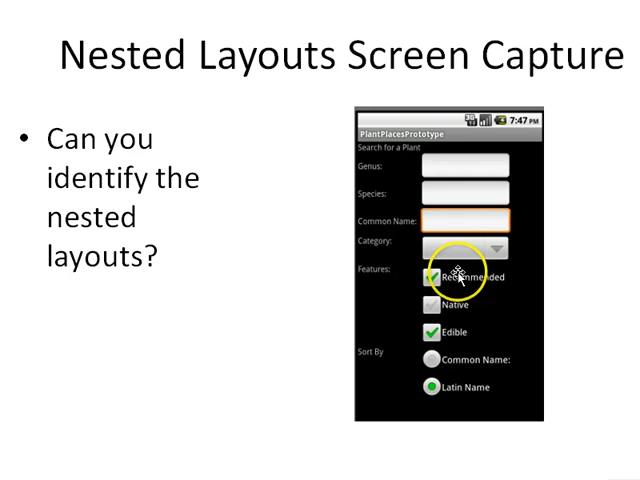 Nested Layouts Screen Capture
• Can you
identify the
nested
layouts?
7:47 PM
PlantPlacesPrototype
Search for a Plant
Genus:
Species:
Common Name:
Category:
Features:
Recommended
Native
Edible
Sort By
Common Name:
Latin Name